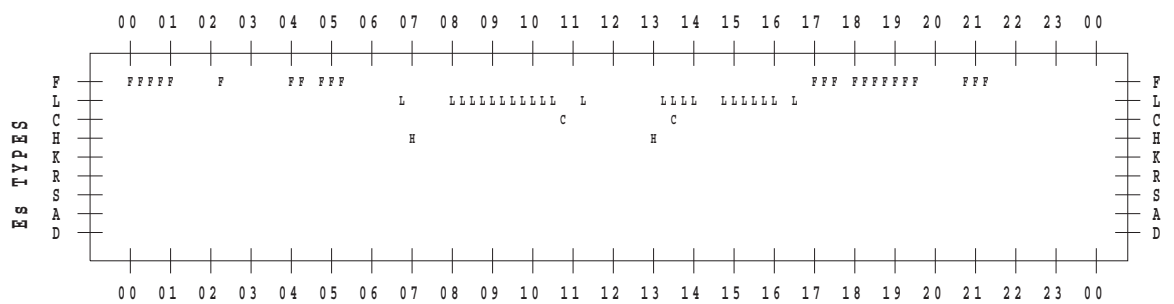 00 01 02 03 04 05 06 07 08 09 10 11 12 13 14 15 16 17 18 19 20 21 22 23 00
F FFFFF F FF FFF FFF FFFFFFF FFF F
L L LLLLLLLLLLL L LLLL LLLLLL L L
C C C C
H H H H
K K
R R
S S
A A
D D
Es TYPES
00 01 02 03 04 05 06 07 08 09 10 11 12 13 14 15 16 17 18 19 20 21 22 23 00